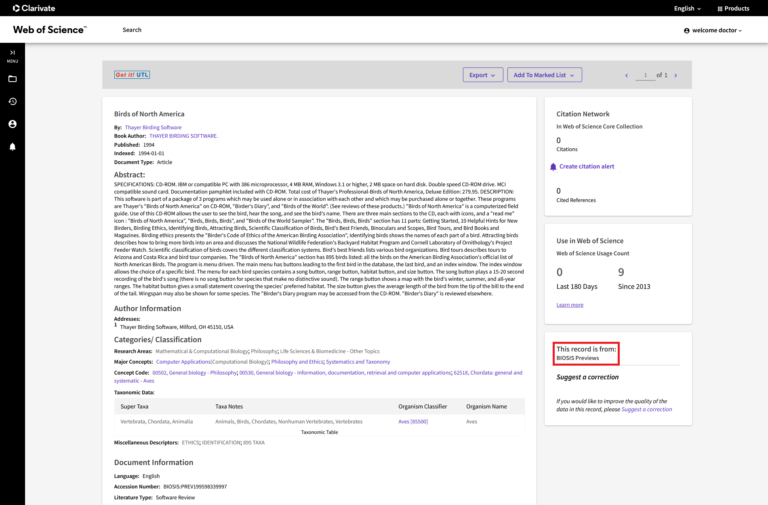 Clarivate
English
Products
Web of Science™
Search
welcome doctor
MENU
Get it! UTL
Export
Add To Marked List
1 of 1
Birds of North America
By: Thayer Birding Software
Book Author: THAYER BIRDING SOFTWARE.
Published: 1994
Indexed: 1994-01-01
Document Type: Article
Abstract:
SPECIFICATIONS: CD-ROM. IBM or compatible PC with 386 microprocessor, 4 MB RAM, Windows 3.1 or higher, 2 MB space on hard disk. Double speed CD-ROM drive. MCI
compatible sound card. Documentation pamphlet included with CD-ROM. Total cost of Thayer's Professional-Birds of North America, Deluxe Edition: 279.95. DESCRIPTION:
This software is part of a package of 3 programs which may be used alone or in association with each other and which may be purchased alone or together. These programs
are Thayer's "Birds of North America" on CD-ROM, "Birder's Diary", and "Birds of the World". (See reviews of these products.) "Birds of North America" is a computerized field
guide. Use of this CD-ROM allows the user to see the bird, hear the song, and see the bird's name. There are three main sections to the CD, each with icons, and a "read me"
icon : "Birds of North America", "Birds, Birds, Birds", and "Birds of the World Sampler". The "Birds, Birds, Birds" section has 11 parts: Getting Started, 10 Helpful Hints for New
Birders, Birding Ethics, Identifying Birds, Attracting Birds, Scientific Classification of Birds, Bird's Best Friends, Binoculars and Scopes, Bird Tours, and Bird Books and
Magazines. Birding ethics presents the "Birder's Code of Ethics of the American Birding Association", identifying birds shows the names of each part of a bird. Attracting birds
describes how to bring more birds into an area and discusses the National Wildlife Federation's Backyard Habitat Program and Cornell Laboratory of Ornithology's Project
Feeder Watch. Scientific classification of birds covers the different classification systems. Bird's best friends lists various bird organizations. Bird tours describes tours to
Arizona and Costa Rica and bird tour companies. The "Birds of North America" section has 895 birds listed: all the birds on the American Birding Association's official list of
North American Birds. The program is menu driven. The main menu has buttons leading to the first bird in the database, the last bird, and an index window. The index window
allows the choice of a specific bird. The menu for each bird species contains a song button, range button, habitat button, and size button. The song button plays a 15-20 second
recording of the bird's song (there is no song button for species that make no distinctive sound). The range button shows a map with the bird's winter, summer, and all-year
ranges. The habitat button gives a small statement covering the species' preferred habitat. The size button gives the average length of the bird from the tip of the bill to the end of the
tail. Wingspan may also be shown for some species. The "Birder's Diary program may be accessed from the CD-ROM. "Birder's Diary" is reviewed elsewhere.
Author Information
Addresses:
1 Thayer Birding Software, Milford, OH 45150, USA
Categories/ Classification
Research Areas: Mathematical & Computational Biology; Philosophy; Life Sciences & Biomedicine - Other Topics
Major Concepts: Computer Applications(Computational Biology); Philosophy and Ethics; Systematics and Taxonomy
Concept Code: 00502, General biology - Philosophy; 00530, General biology - Information, documentation, retrieval and computer applications; 62518, Chordata: general and
systematic - Aves
Taxonomic Data:
Super Taxa Taxa Notes Organism Classifier Organism Name
Vertebrata, Chordata, Animalia Animals, Birds, Chordates, Nonhuman Vertebrates, Vertebrates Aves [85500] Aves
Taxonomic Table
Miscellaneous Descriptors: ETHICS; IDENTIFICATION; 895 TAXA
Document Information
Language: English
Accession Number: BIOSIS:PREV199598339997
Literature Type: Software Review
Citation Network
In Web of Science Core Collection
0
Citations
Create citation alert
0
Cited References
Use in Web of Science
Web of Science Usage Count
0 9
Last 180 Days Since 2013
Learn more
This record is from:
BIOSIS Previews
Suggest a correction
If you would like to improve the quality of the
data in this record, please Suggest a correction